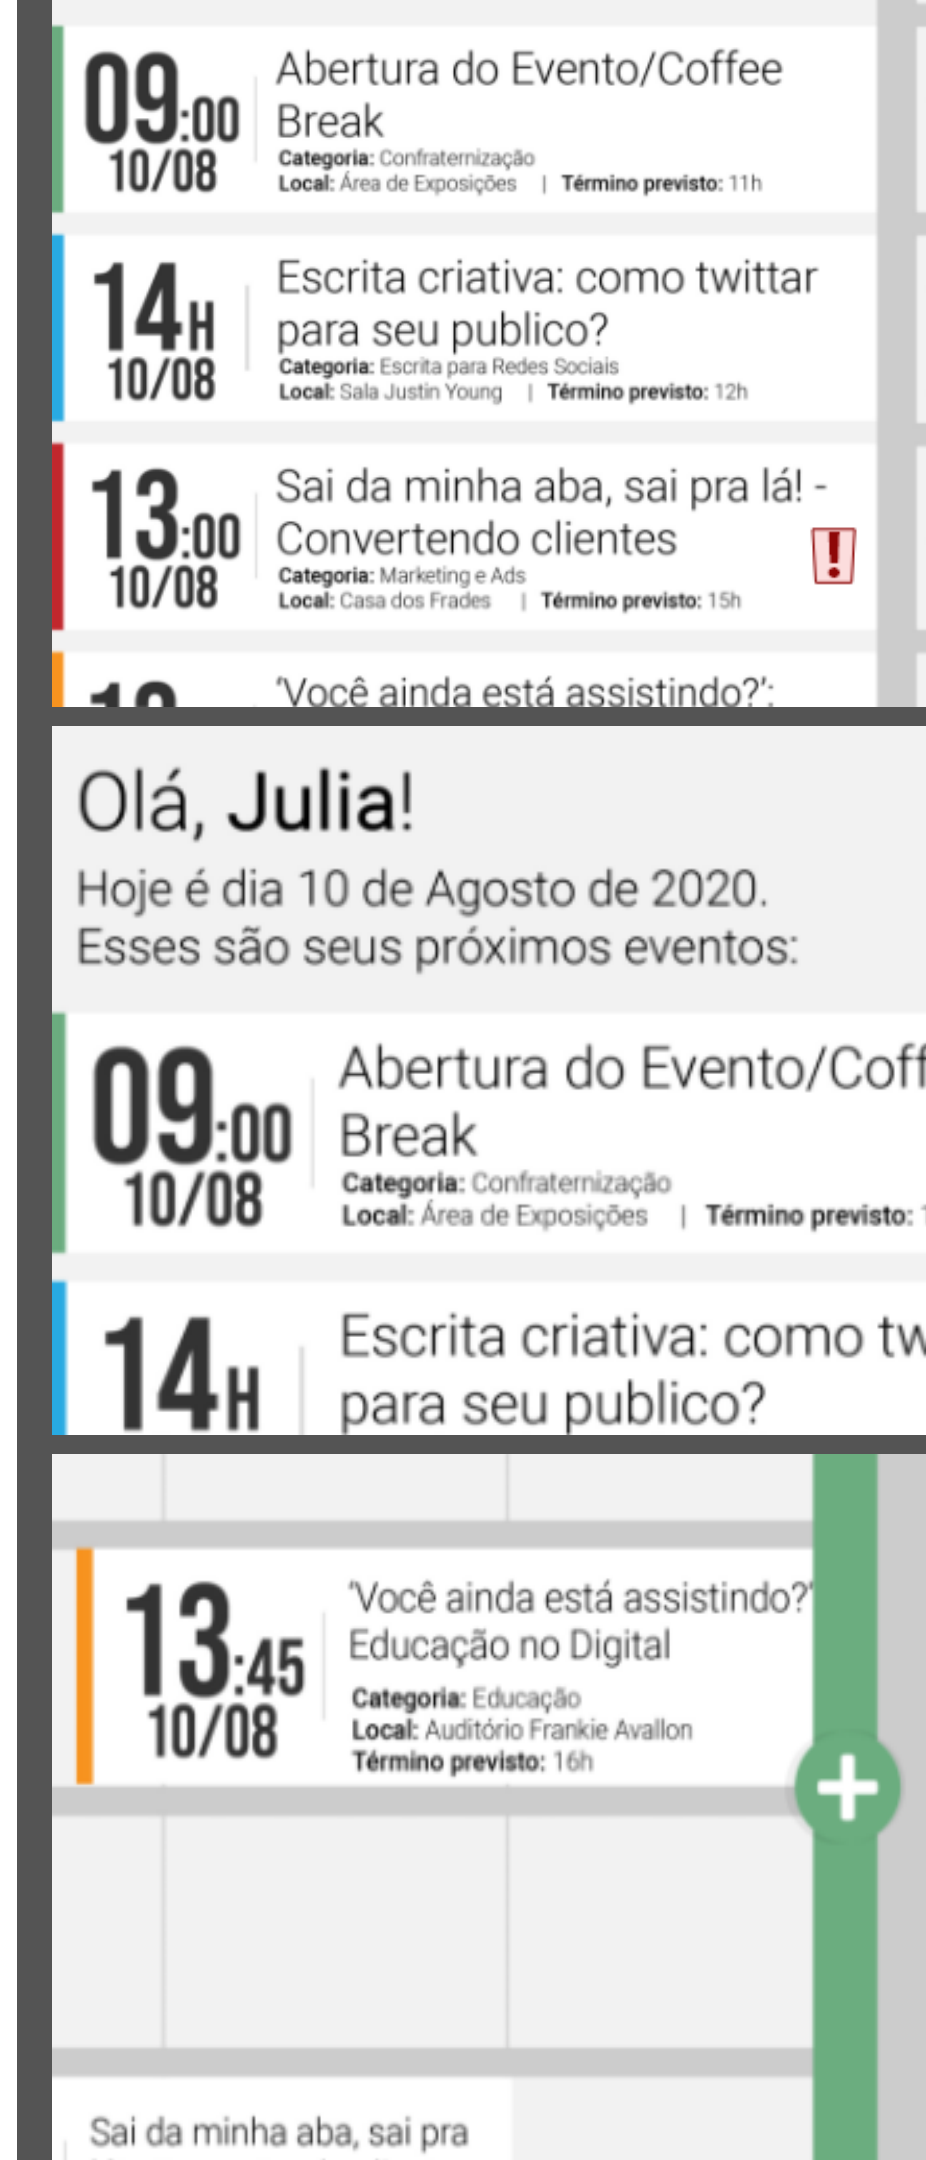 09:00
10/08
Abertura do Evento/Coffee
Break
Categoria: Confraternização
Local: Área de Exposições | Término previsto: 11h
14H
10/08
Escrita criativa: como twittar
para seu publico?
Categoria: Escrita para Redes Sociais
Local: Sala Justin Young | Término previsto: 12h
13:00
10/08
Sai da minha aba, sai pra lá! -
Convertendo clientes
Categoria: Marketing e Ads
Local: Casa dos Frades | Término previsto: 15h
'Você ainda está assistindo?':
Olá, Julia!
Hoje é dia 10 de Agosto de 2020.
Esses são seus próximos eventos:
09:00
10/08
Abertura do Evento/Coff
Break
Categoria: Confraternização
Local: Área de Exposições | Término previsto: 1
14H
Escrita criativa: como tw
para seu publico?
13:45
10/08
'Você ainda está assistindo?'
Educação no Digital
Categoria: Educação
Local: Auditório Frankie Avallon
Término previsto: 16h
Sai da minha aba, sai pra